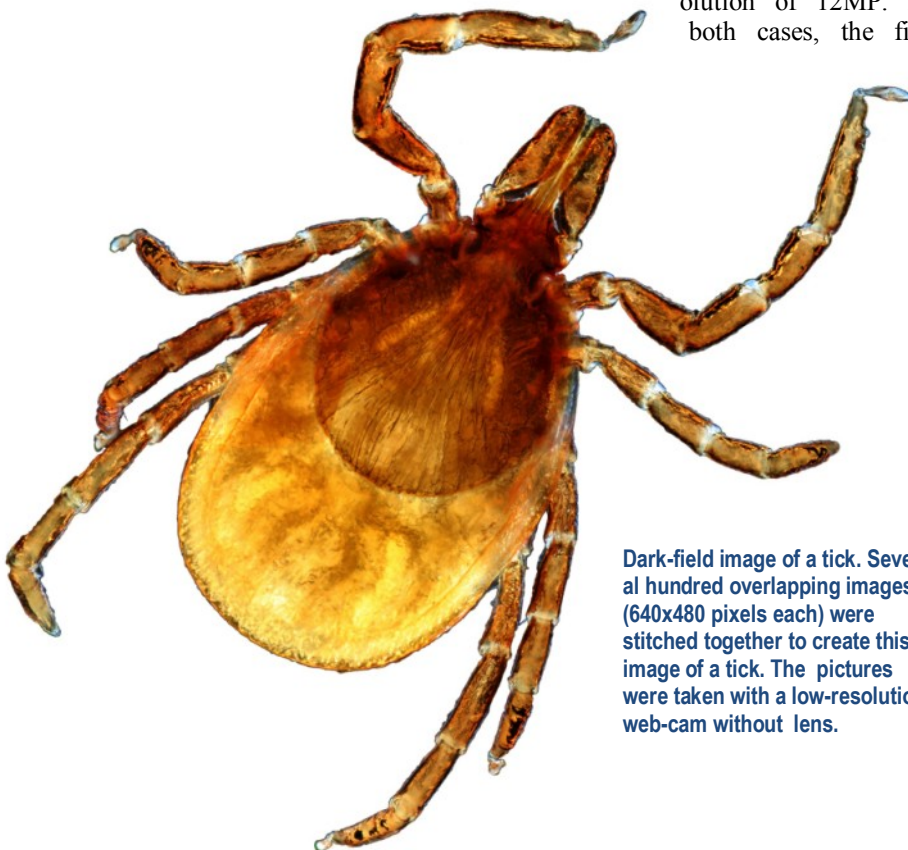 olution of 12MP.
both cases, the fi
Dark-field image of a tick. Seve
al hundred overlapping images
(640x480 pixels each) were
stitched together to create this
image of a tick. The pictures
were taken with a low-resolutio
web-cam without lens.